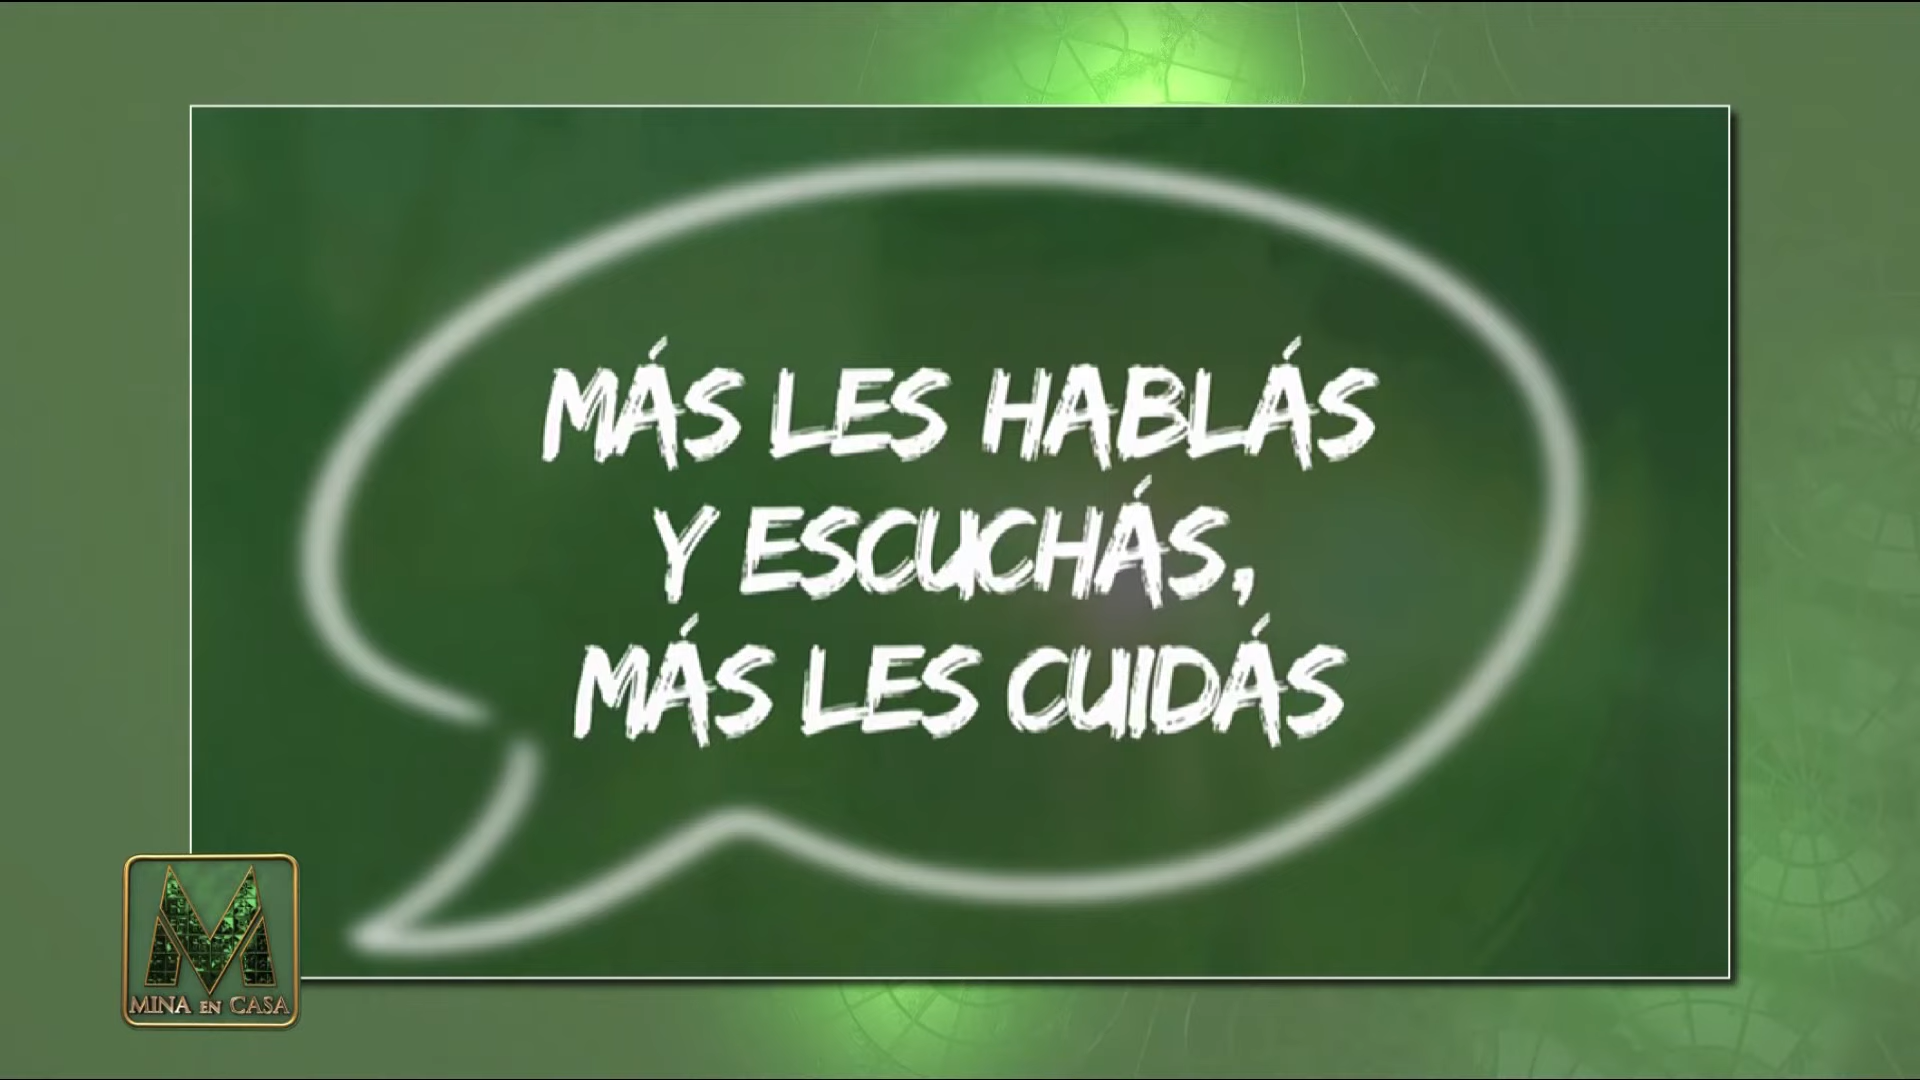 MÁS LES HABLÁS
Y ESCUCHÁS,
MÁS LES CUIDÁS
MINA EN CASA